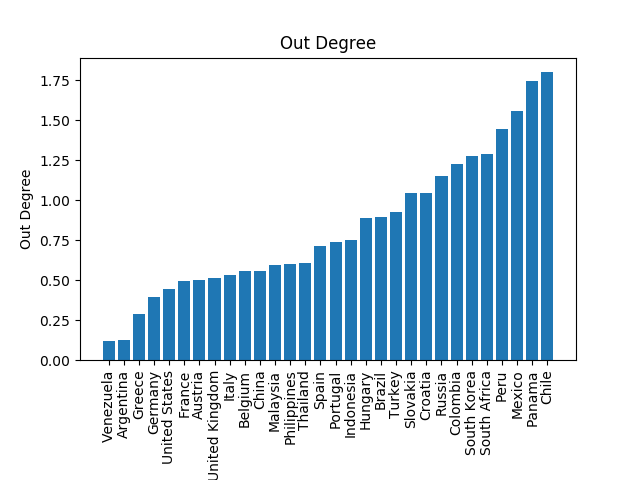 Out Degree
Out Degree
1.75
1.50
1.25
1.00
0.75
0.50
0.25
0.00
Venezuela
Argentina
Greece
Germany
United States
France
Austria
United Kingdom
Italy
Belgium
China
Malaysia
Philippines
Thailand
Spain
Portugal
Indonesia
Hungary
Brazil
Turkey
Slovakia
Croatia
Russia
Colombia
South Korea
South Africa
Peru
Mexico
Panama
Chile